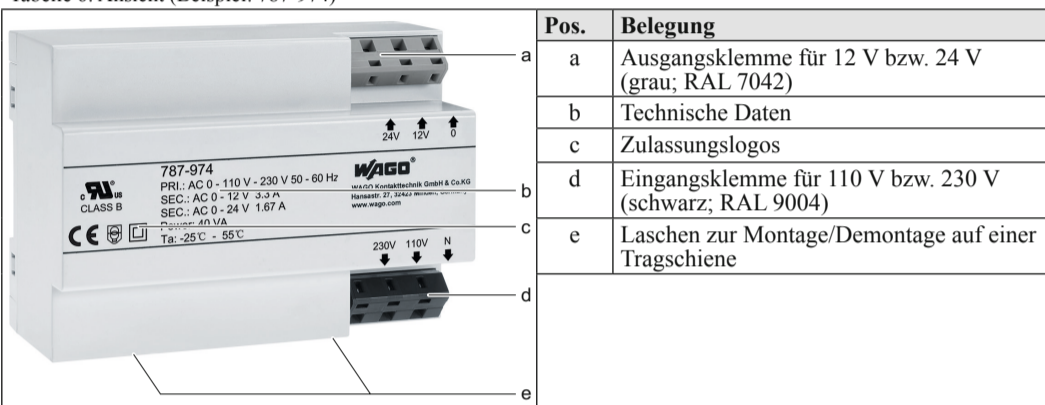 Tabelle 6: Ansicht (Beispiel: 787-974)
a
24V 12V 0
787-974
PRI.: AC 0 - 110 V - 230 V 50 - 60 Hz
SEC.: AC 0 - 12 V 3.3 A
SEC.: AC 0 - 24 V 1.67 A
Power: 40 VA
Ta: -25℃ - 55℃
c RU US
CLASS B
CE
WAGO®
WAGO Kontakttechnik GmbH & Co.KG
Hansastr. 27, 32423 Minden, Germany
www.wago.com
b
c
230V 110V N
d
e
Pos. Belegung
a Ausgangsklemme für 12 V bzw. 24 V
(grau; RAL 7042)
b Technische Daten
c Zulassungslogos
d Eingangsklemme für 110 V bzw. 230 V
(schwarz; RAL 9004)
e Laschen zur Montage/Demontage auf einer
Tragschiene